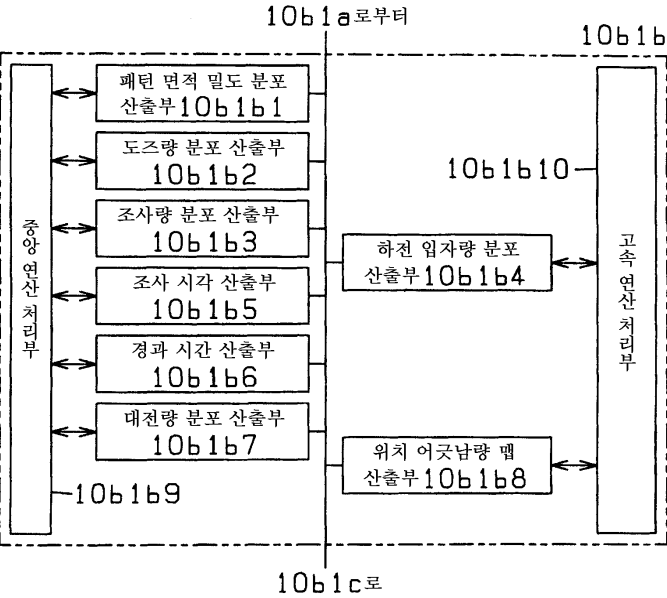 10b1a로부터
10b1b
패턴 면적 밀도 분포
산출부10b1b1
도즈량 분포 산출부
10b1b2
조사량 분포 산출부
10b1b3
조사 시각 산출부
10b1b5
경과 시간 산출부
10b1b6
대전량 분포 산출부
10b1b7
중앙 연산 처리부
10b1b9
10b1b10
하전 입자량 분포
산출부10b1b4
위치 어긋남량 맵
산출부10b1b8
고속 연산 처리부
10b1c로